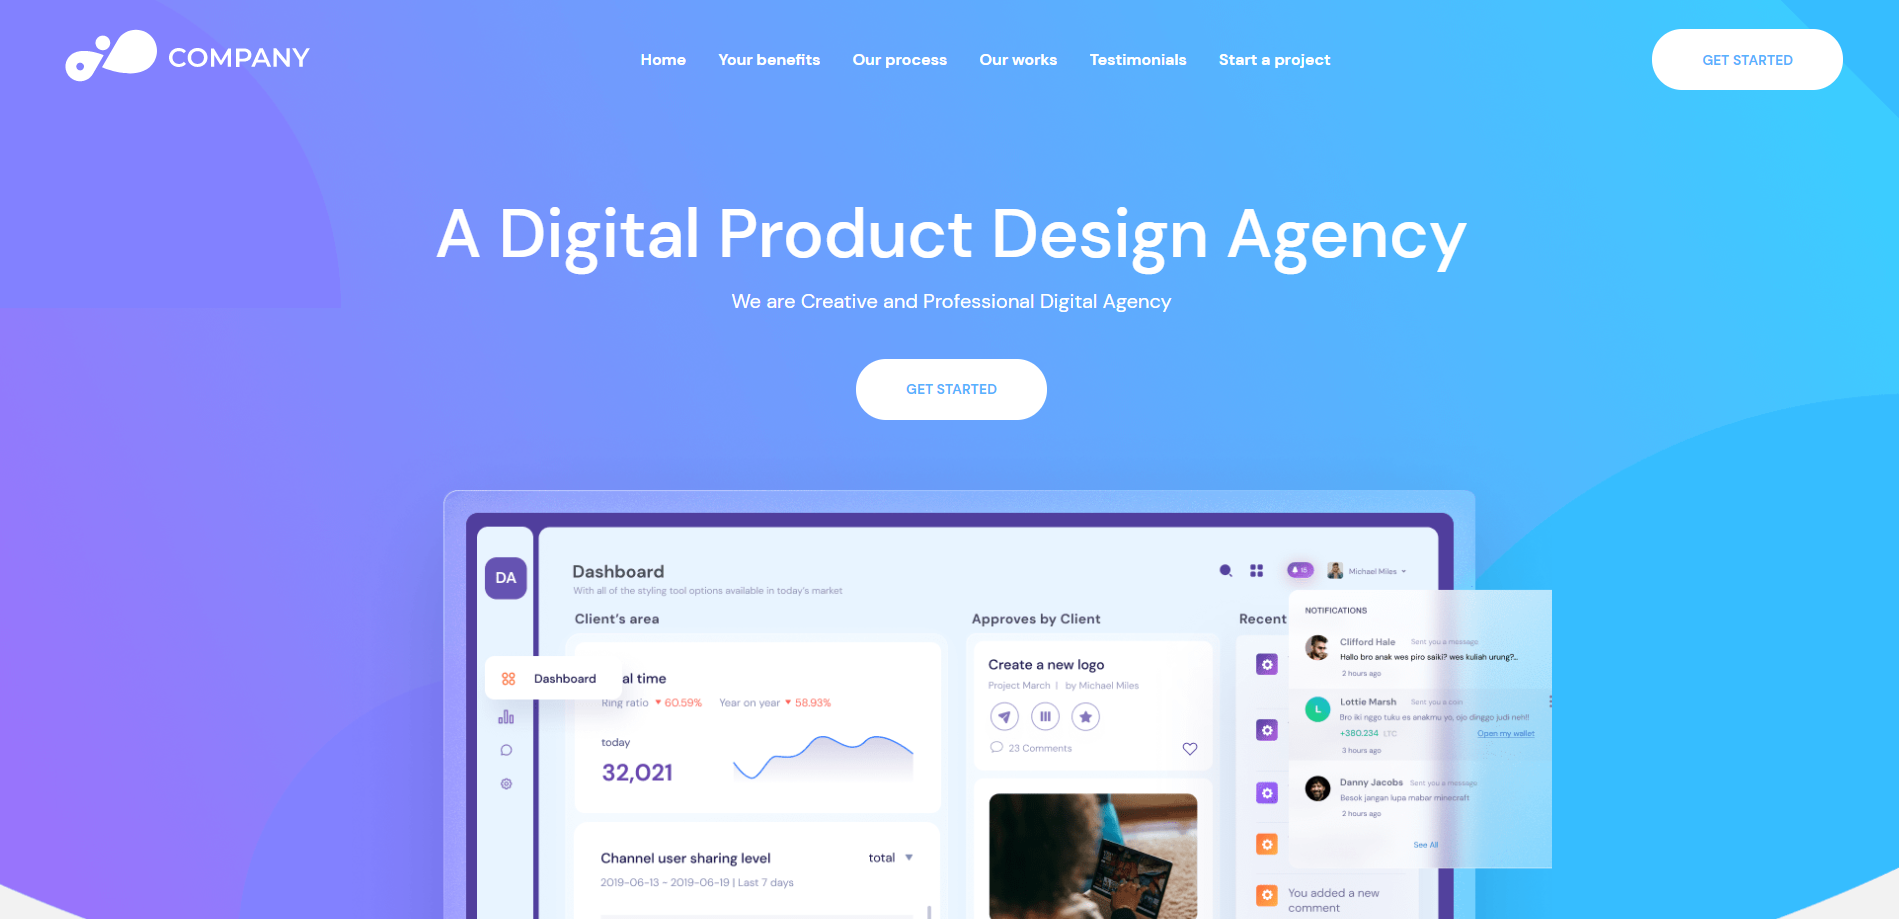 COMPANY
Home Your benefits Our process Our works Testimonials Start a project
GET STARTED
A Digital Product Design Agency
We are Creative and Professional Digital Agency
GET STARTED
DA
Dashboard
With all of the styling tool options available in today's market
15
Michael Miles
Client's area
Approves by Client
Recent
Dashboard
al time
Ring ratio 60.59% Year on year 58.93%
today
32,021
Channel user sharing level
total
2019-06-13 ~ 2019-06-19 | Last 7 days
Create a new logo
Project March | by Michael Miles
23 Comments
You added a new
comment
NOTIFICATIONS
Clifford Hale Sent you a message
Hallo bro anak wes piro saiki? wes kuliah urung?...
2 hours ago
L
Lottie Marsh Sent you a coin
Bro iki nggo tuku es anakmu yo, ojo dinggo judi neh!!
+380.234 LTC Open my wallet
3 hours ago
Danny Jacobs Sent you a message
Besok jangan lupa mabar minecraft
2 hours ago
See All